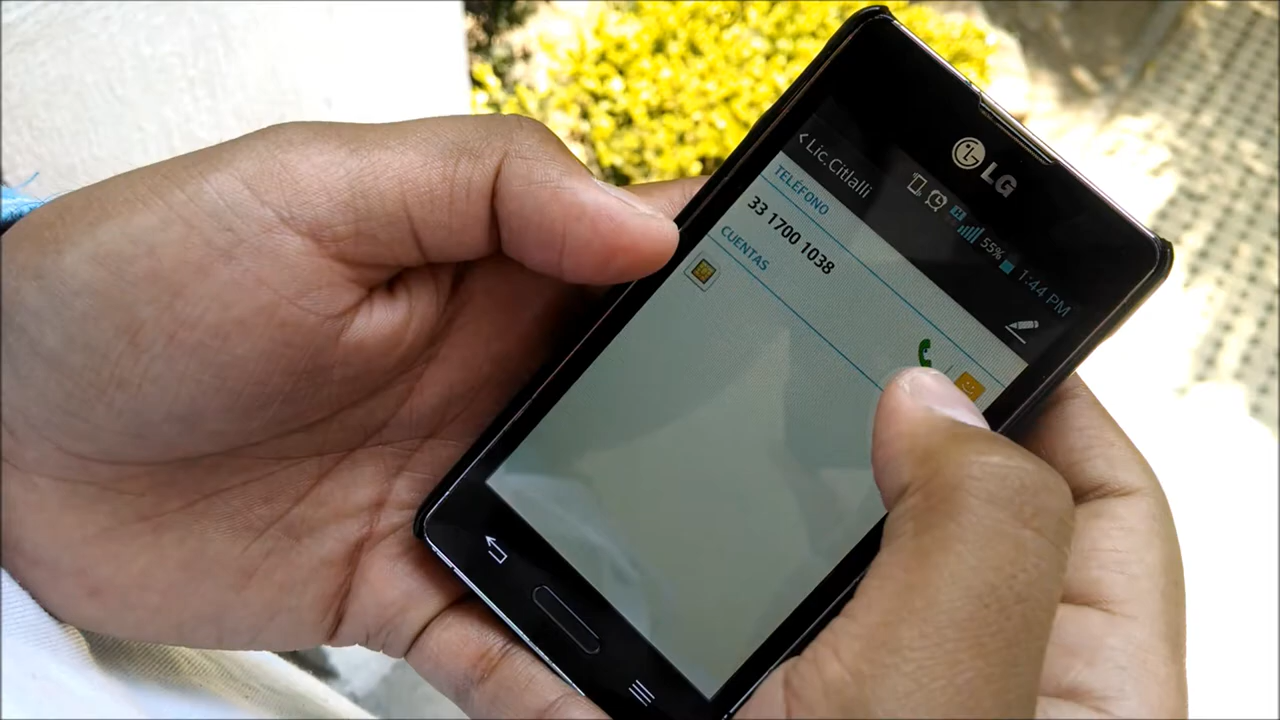 LG
55%
1:44 PM
Lic.Citlalli
TELÉFONO
33 1700 1038
CUENTAS